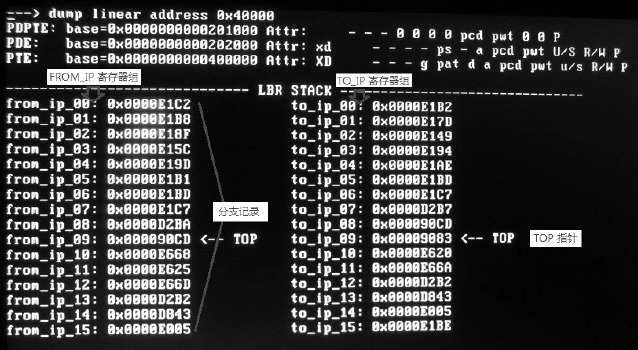 ---> dump linear address 0x40000
PDPTE: base=0x0000000000201000 Attr: - - - 0 0 0 0 pcd pwt 0 0 P
PDE: base=0x0000000000202000 Attr: xd - - - - ps - a pcd pwt U/S R/W P
PTE: base=0x0000000000400000 Attr: XD - - - - g pat d a pcd pwt u/s R/W P
FROM_IP 寄存器组 TO_IP 寄存器组
---------------------------- LBR STACK ----------------------------
from_ip_00: 0x0000E1C2 to_ip_00: 0x0000E1B2
from_ip_01: 0x0000E1B8 to_ip_01: 0x0000E17D
from_ip_02: 0x0000E18F to_ip_02: 0x0000E149
from_ip_03: 0x0000E15C to_ip_03: 0x0000E194
from_ip_04: 0x0000E19D to_ip_04: 0x0000E1AE
from_ip_05: 0x0000E1B1 to_ip_05: 0x0000E1BD
from_ip_06: 0x0000E1BD to_ip_06: 0x0000E1C7
from_ip_07: 0x0000E1C7 分支记录 to_ip_07: 0x0000D2B7
from_ip_08: 0x0000D2BA to_ip_08: 0x000090CD
from_ip_09: 0x000090CD <-- TOP to_ip_09: 0x00009083 <-- TOP TOP 指针
from_ip_10: 0x0000E668 to_ip_10: 0x0000E620
from_ip_11: 0x0000E625 to_ip_11: 0x0000E66A
from_ip_12: 0x0000E66D to_ip_12: 0x0000D2B2
from_ip_13: 0x0000D2B2 to_ip_13: 0x0000D843
from_ip_14: 0x0000D843 to_ip_14: 0x0000E005
from_ip_15: 0x0000E005 to_ip_15: 0x0000E1BE